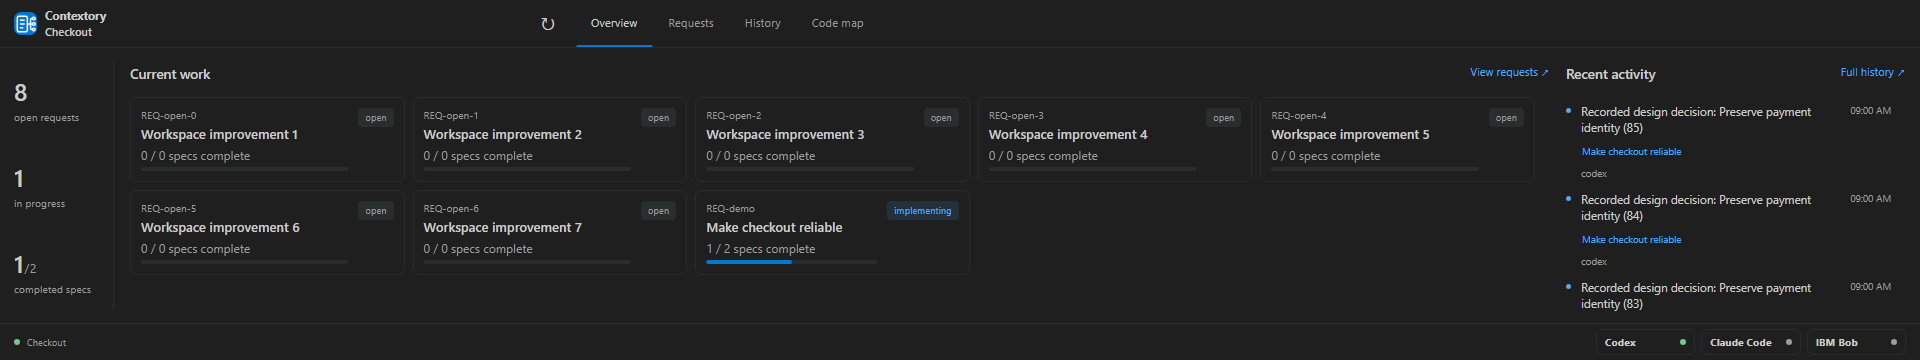 Contextory
Checkout
↻
Overview
Requests
History
Code map
8
open requests
1
in progress
1/2
completed specs
Current work
View requests ↗
REQ-open-0
open
Workspace improvement 1
0 / 0 specs complete
REQ-open-1
open
Workspace improvement 2
0 / 0 specs complete
REQ-open-2
open
Workspace improvement 3
0 / 0 specs complete
REQ-open-3
open
Workspace improvement 4
0 / 0 specs complete
REQ-open-4
open
Workspace improvement 5
0 / 0 specs complete
REQ-open-5
open
Workspace improvement 6
0 / 0 specs complete
REQ-open-6
open
Workspace improvement 7
0 / 0 specs complete
REQ-demo
implementing
Make checkout reliable
1 / 2 specs complete
Recent activity
Full history ↗
Recorded design decision: Preserve payment
identity (85)
09:00 AM
Make checkout reliable
codex
Recorded design decision: Preserve payment
identity (84)
09:00 AM
Make checkout reliable
codex
Recorded design decision: Preserve payment
identity (83)
09:00 AM
Checkout
Codex
Claude Code
IBM Bob